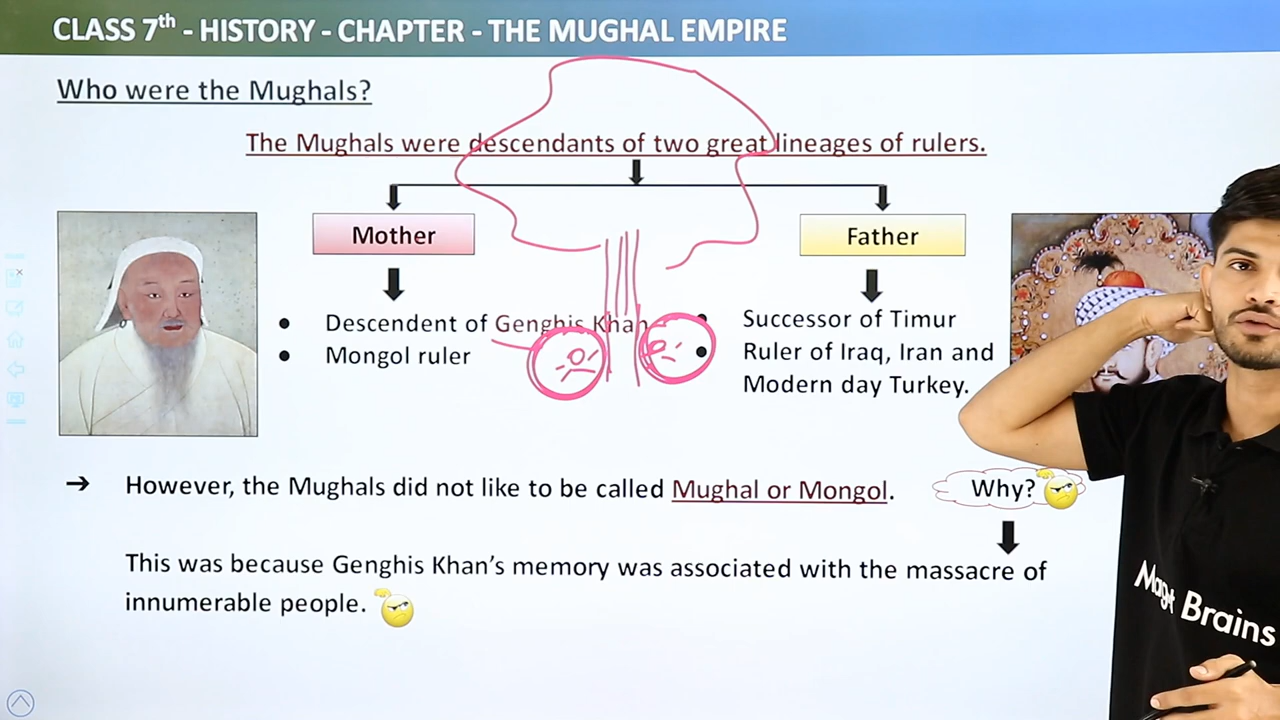 CLASS 7th - HISTORY - CHAPTER - THE MUGHAL EMPIRE
Who were the Mughals?
The Mughals were descendants of two great lineages of rulers.
Mother
Father
• Descendent of Genghis Khan
• Mongol ruler
• Successor of Timur
• Ruler of Iraq, Iran and
Modern day Turkey.
→ However, the Mughals did not like to be called Mughal or Mongol.
Why?
This was because Genghis Khan's memory was associated with the massacre of
innumerable people.
Magnet Brains